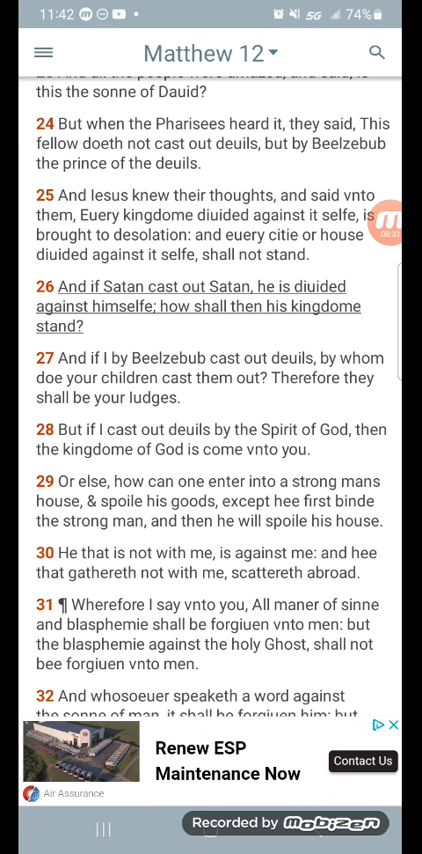 11:42 m 5G 74%
Matthew 12
this the sonne of Dauid?
24 But when the Pharisees heard it, they said, This
fellow doeth not cast out deuils, but by Beelzebub
the prince of the deuils.
25 And Iesus knew their thoughts, and said vnto
them, Euery kingdome diuided against it selfe, is
brought to desolation: and euery citie or house
diuided against it selfe, shall not stand.
26 And if Satan cast out Satan, he is diuided
against himselfe; how shall then his kingdome
stand?
27 And if I by Beelzebub cast out deuils, by whom
doe your children cast them out? Therefore they
shall be your Iudges.
28 But if I cast out deuils by the Spirit of God, then
the kingdome of God is come vnto you.
29 Or else, how can one enter into a strong mans
house, & spoile his goods, except hee first binde
the strong man, and then he will spoile his house.
30 He that is not with me, is against me: and hee
that gathereth not with me, scattereth abroad.
31 ¶ Wherefore I say vnto you, All maner of sinne
and blasphemie shall be forgiuen vnto men: but
the blasphemie against the holy Ghost, shall not
bee forgiuen vnto men.
32 And whosoeuer speaketh a word against
the sonne of man, it shall be forgiuen him: but
Renew ESP
Maintenance Now
Contact Us
Air Assurance
Recorded by mobizen